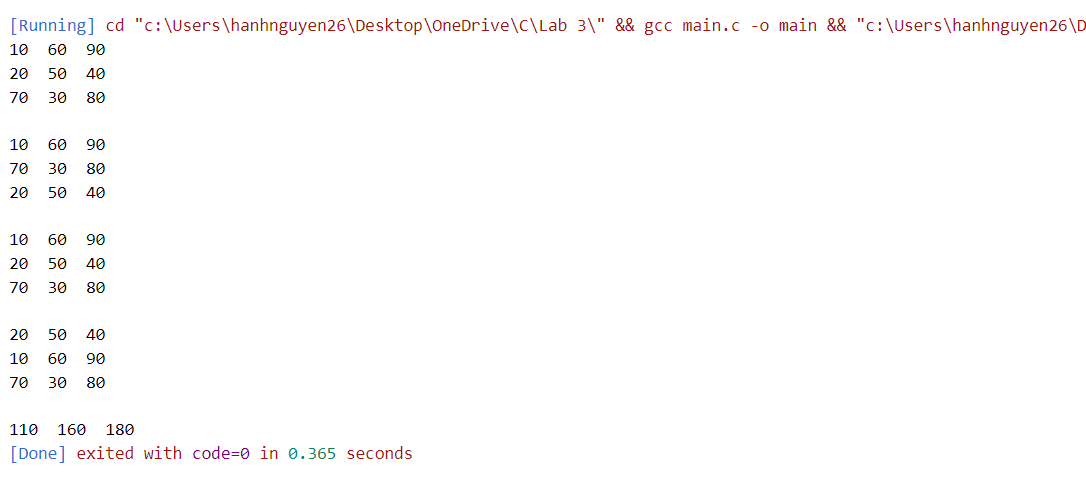 [Running] cd "c:\Users\hanhnguyen26\Desktop\OneDrive\C\Lab 3\" && gcc main.c -o main && "c:\Users\hanhnguyen26\D
10  60  90
20  50  40
70  30  80

10  60  90
70  30  80
20  50  40

10  60  90
20  50  40
70  30  80

20  50  40
10  60  90
70  30  80

110  160  180
[Done] exited with code=0 in 0.365 seconds